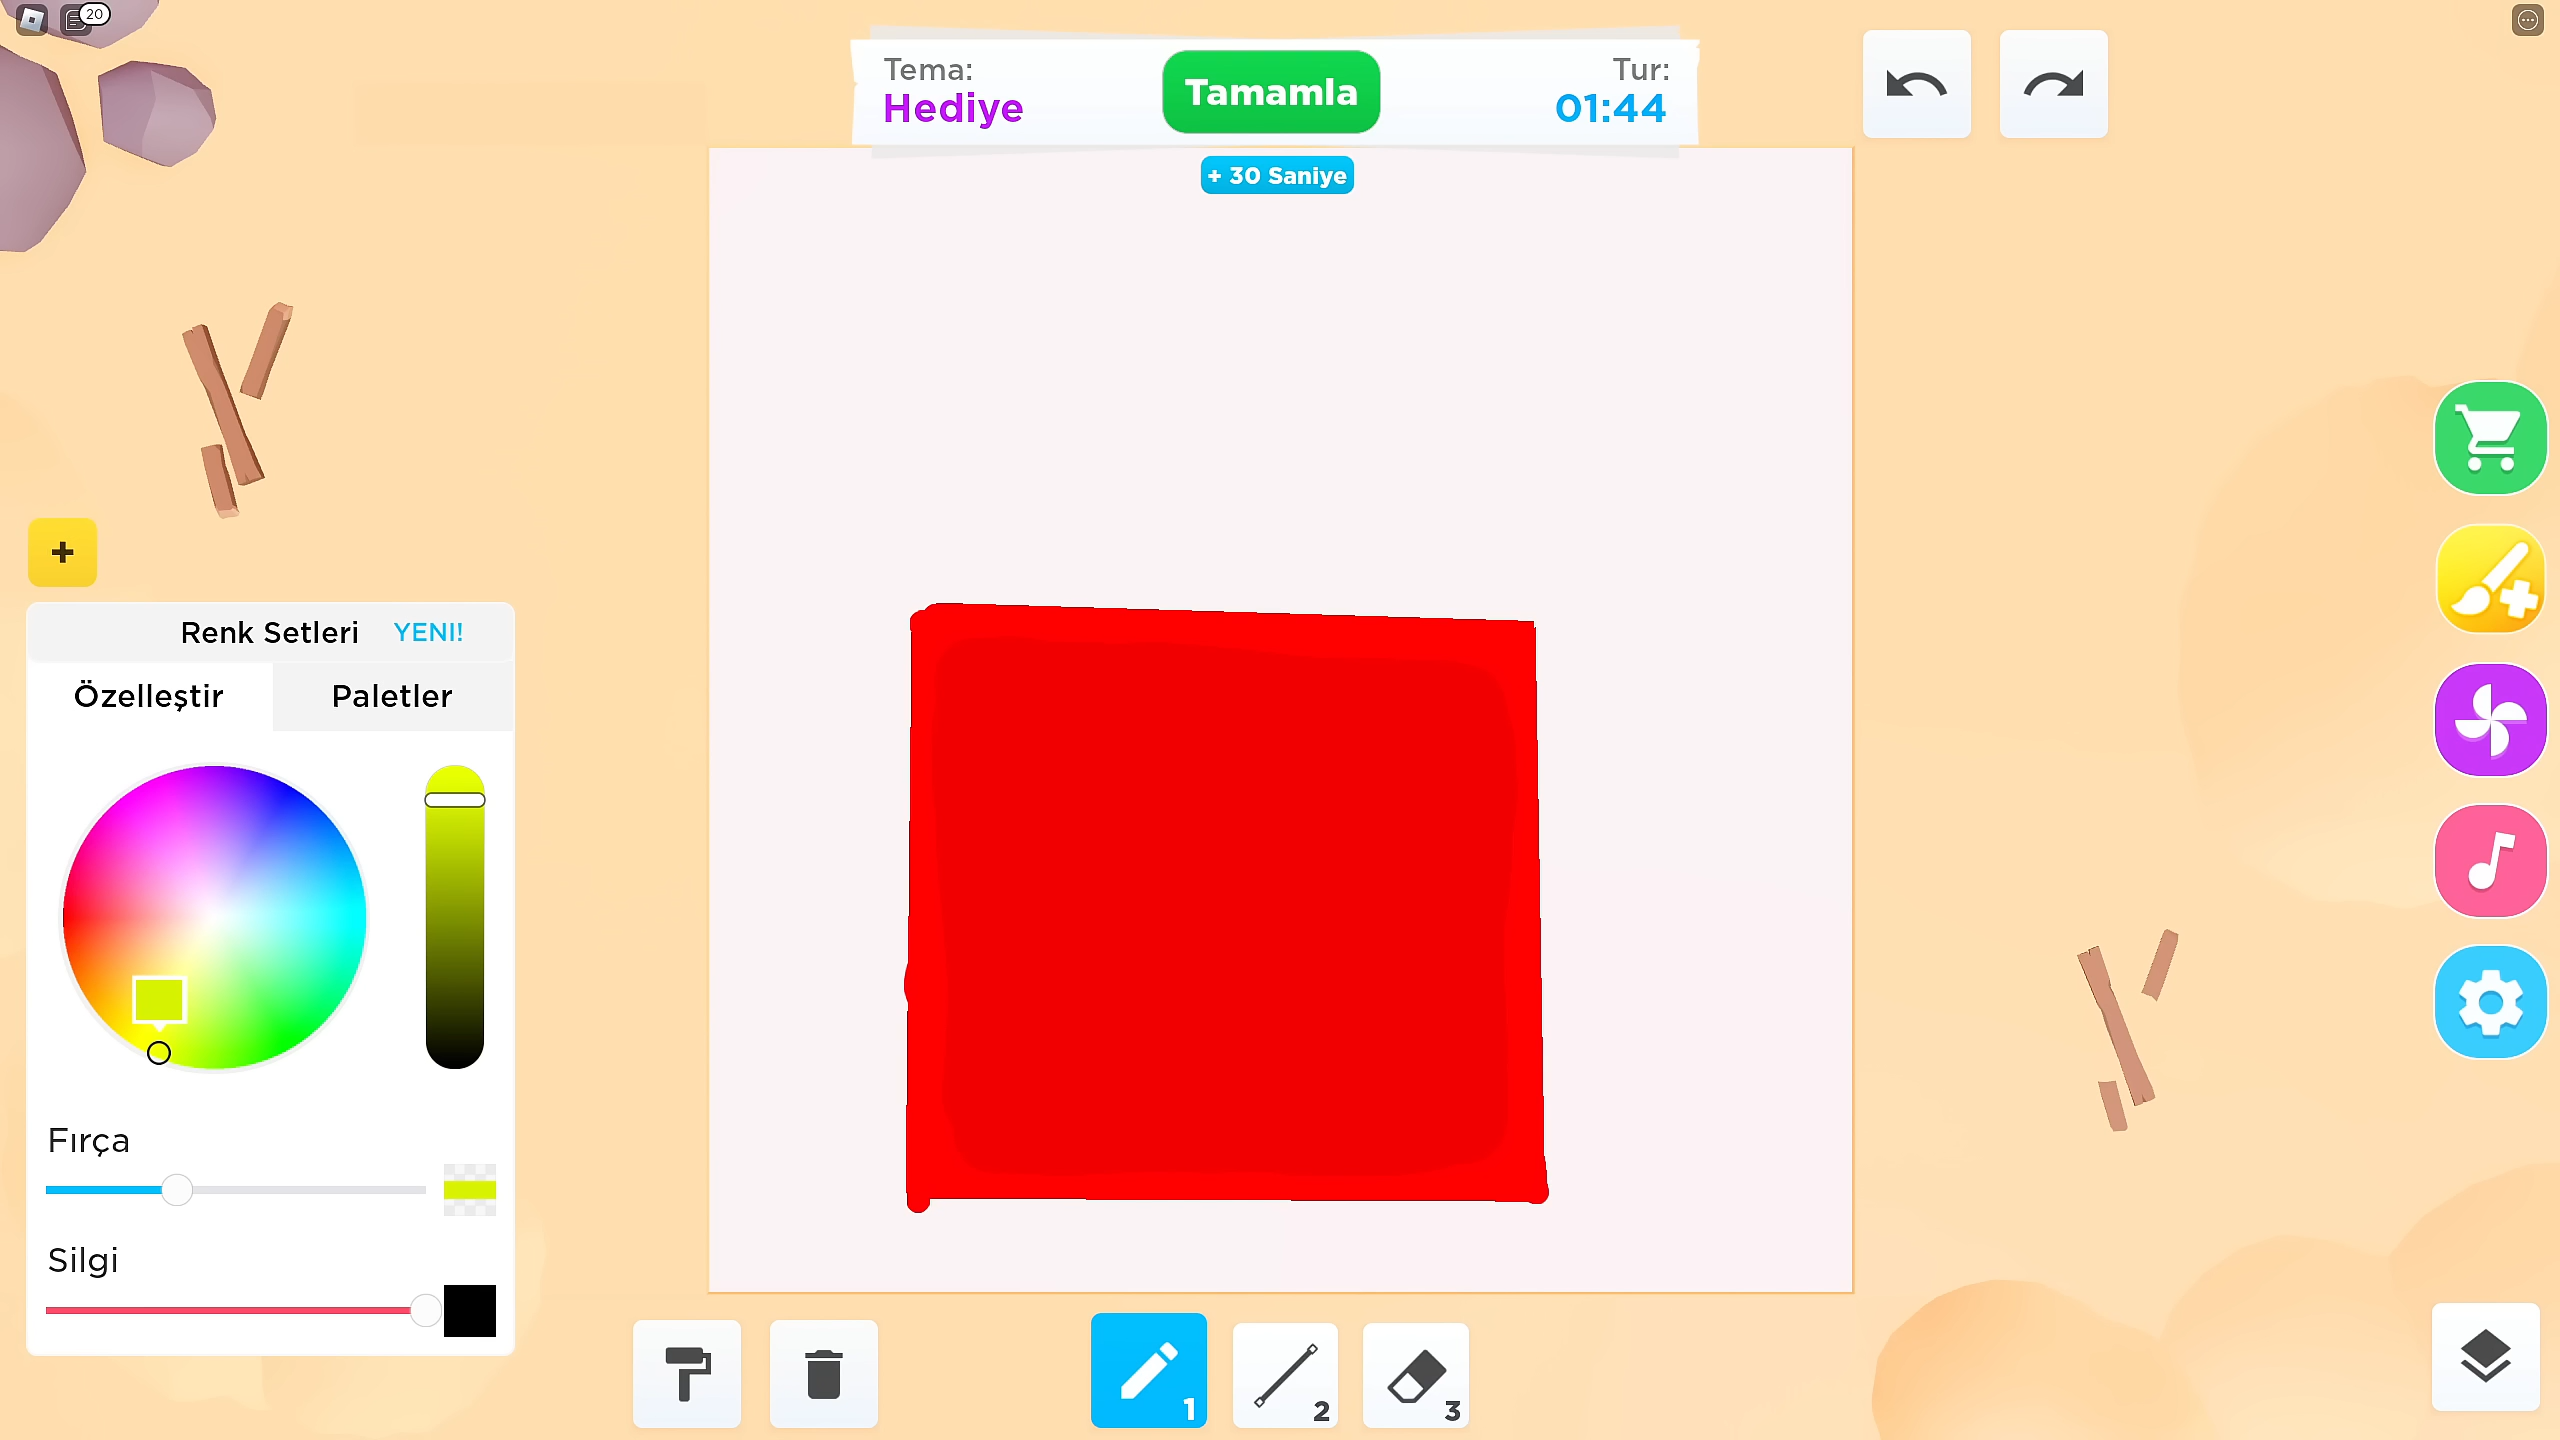 20
Tema:
Hediye
Tamamla
Tur:
01:44
+ 30 Saniye
+
Renk Setleri YENI!
Özelleştir
Paletler
Fırça
Silgi
1
2
3